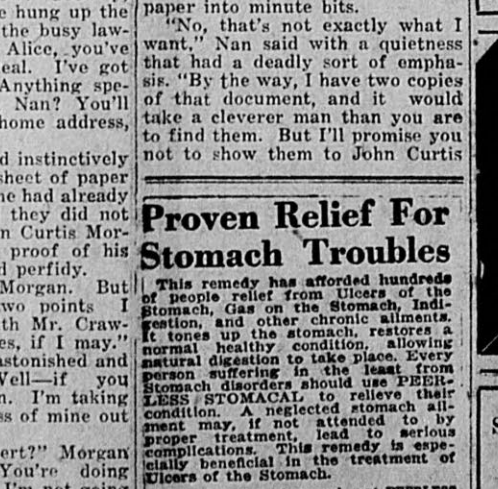 e hung up the
the busy law-
Alice, you've
eal. I've got
Anything spe-
Nan? You'll
home address,
d instinctively
sheet of paper
he had already
they did not
n Curtis Mor-
proof of his
d perfidy.
Morgan. But
two points I
th Mr. Craw-
es, if I may."
astonished and
Well—if you
n. I'm taking
ss of mine out
ert?" Morgan
You're doing
I'm not going
paper into minute bits.
"No, that's not exactly what I
want," Nan said with a quietness
that had a deadly sort of empha-
sis. "By the way, I have two copies
of that document, and it would
take a cleverer man than you are
to find them. But I'll promise you
not to show them to John Curtis
Proven Relief For
Stomach Troubles
This remedy has afforded hundreds
of people relief from Ulcers of the
Stomach, Gas on the Stomach, Indi-
gestion, and other chronic ailments.
It tones up the stomach, restores a
normal healthy condition, allowing
natural digestion to take place. Every
person suffering in the least from
Stomach disorders should use PEER-
LESS STOMACAL to relieve their
condition. A neglected stomach ail-
ment may, if not attended to by
proper treatment, lead to serious
complications. This remedy is espe
cially beneficial in the treatment of
Ulcers of the Stomach.